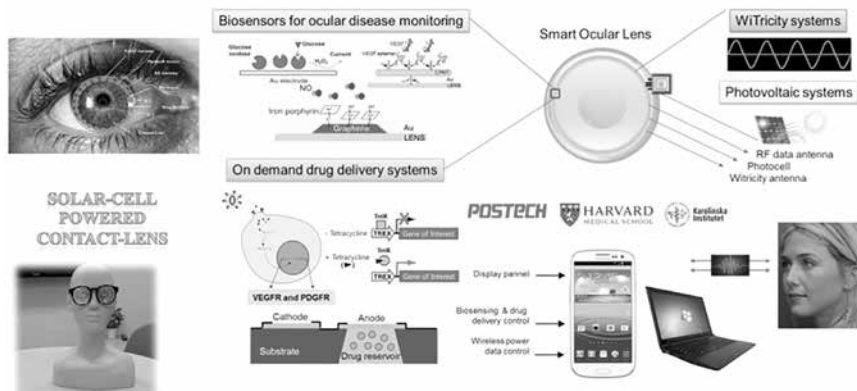 Biosensors for ocular disease monitoring
Glucose oxidase
Glucose
Current
H₂O₂
Au electrode
VEGF
LENS
NO
Iron porphyrin
Graphene
Au
LENS
Smart Ocular Lens
WiTricity systems
Photovoltaic systems
RF data antenna
Photocell
Witricity antenna
On demand drug delivery systems
SOLAR-CELL
POWERED
CONTACT-LENS
- Tetracycline
TetR
TREX
Gene of Interest
+ Tetracycline
TetR
TREX
Gene of Interest
VEGFR and PDGFR
Cathode
Anode
Substrate
Drug reservoir
POSTECH
HARVARD
MEDICAL SCHOOL
Karolinska
Institutet
Display pannel
Biosensing & drug
delivery control
Wireless power
data control